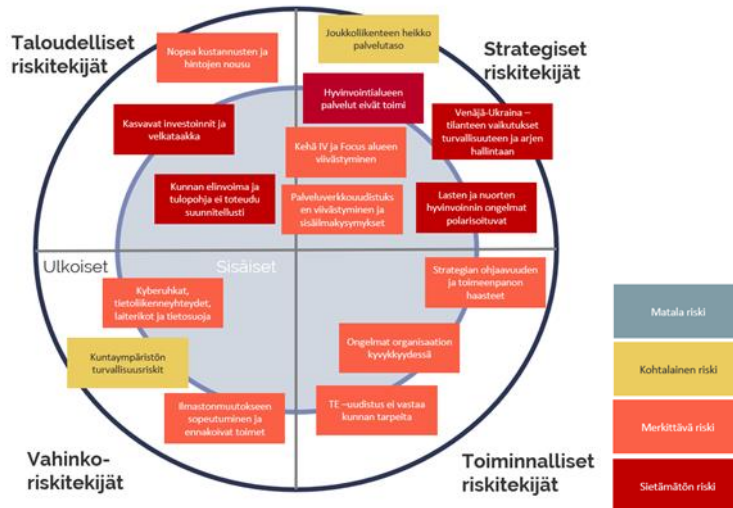 Taloudelliset
riskitekijät
Nopea kustannusten ja
hintojen nousu
Joukkoliikenteen heikko
palvelutaso
Strategiset
riskitekijät
Hyvinvointialueen
palvelut eivät toimi
Kasvavat investoinnit ja
velkataakka
Venäjä-Ukraina –
tilanteen vaikutukset
turvallisuuteen ja arjen
hallintaan
Kehä IV ja Focus alueen
viivästyminen
Kunnan elinvoima ja
tulopohja ei toteudu
suunnitellusti
Palveluverkkouudistuks
en viivästyminen ja
sisäilmakysymykset
Lasten ja nuorten
hyvinvoinnin ongelmat
polarisoituvat
Ulkoiset
Sisäiset
Strategian ohjaavuuden
ja toimeenpanon
haasteet
Kyberuhkat,
tietoliikenneyhteydet,
laiterikot ja tietosuoja
Kuntaympäristön
turvallisuusriskit
Ongelmat organisaation
kyvykkyydessä
Ilmastonmuutokseen
sopeutuminen ja
ennakoivat toimet
TE –uudistus ei vastaa
kunnan tarpeita
Vahinko-
riskitekijät
Toiminnalliset
riskitekijät
Matala riski
Kohtalainen riski
Merkittävä riski
Sietämätön riski